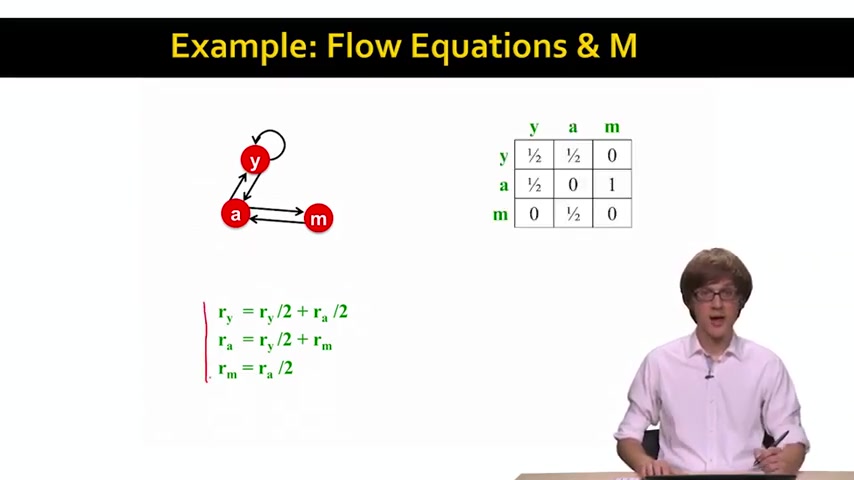 Example: Flow Equations & M
y
a
m
y a m
y ½ ½ 0
a ½ 0 1
m 0 ½ 0
r_y = r_y /2 + r_a /2
r_a = r_y /2 + r_m
r_m = r_a /2